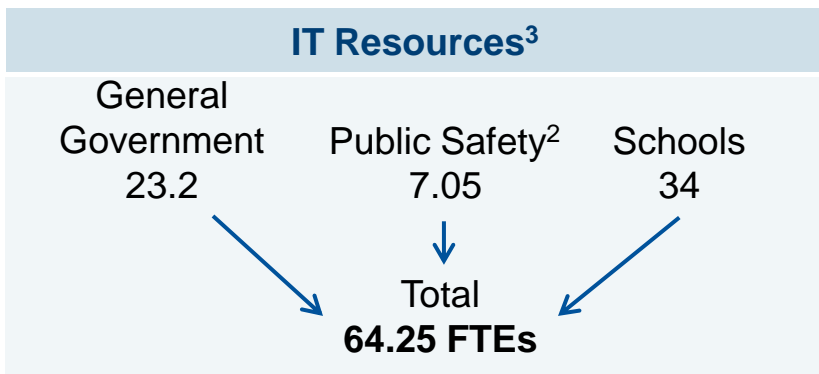 IT Resources³
General
Government
23.2
Public Safety²
7.05
Schools
34
Total
64.25 FTEs